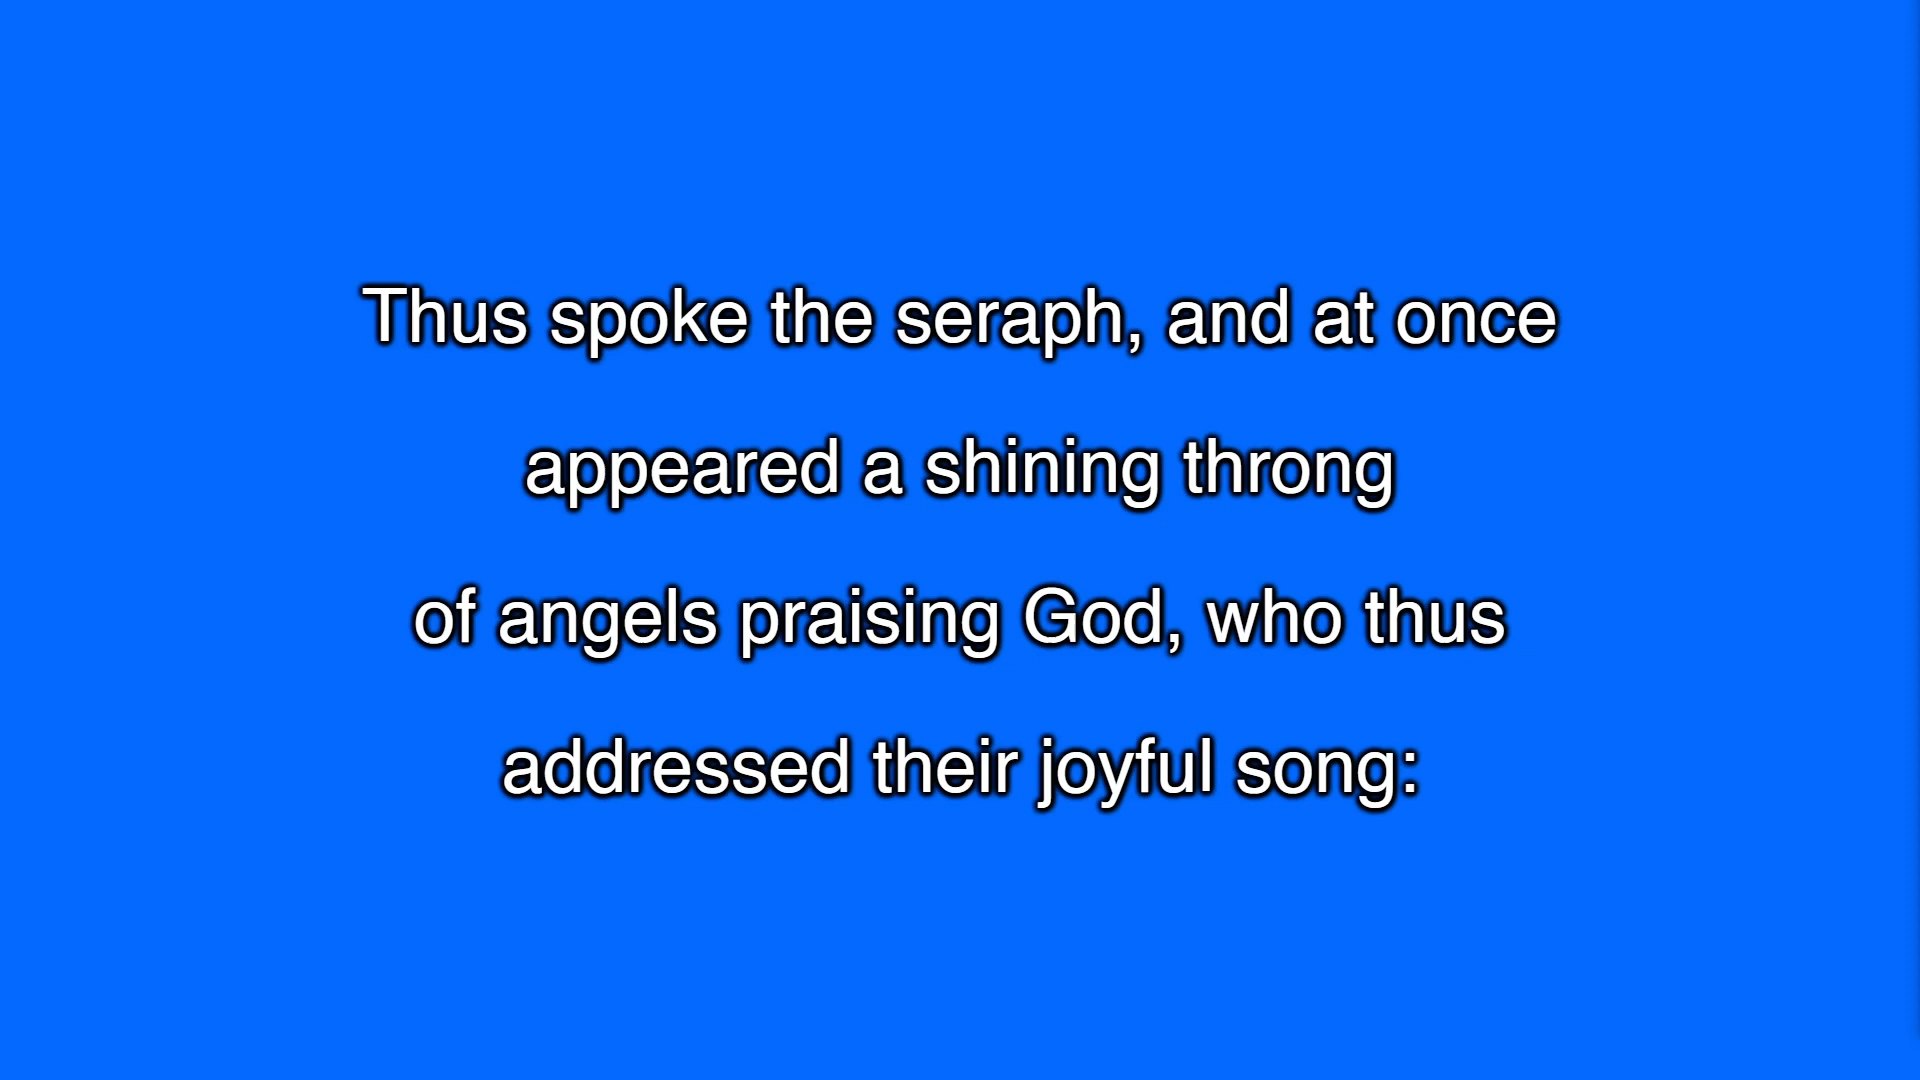 Thus spoke the seraph, and at once
appeared a shining throng
of angels praising God, who thus
addressed their joyful song: